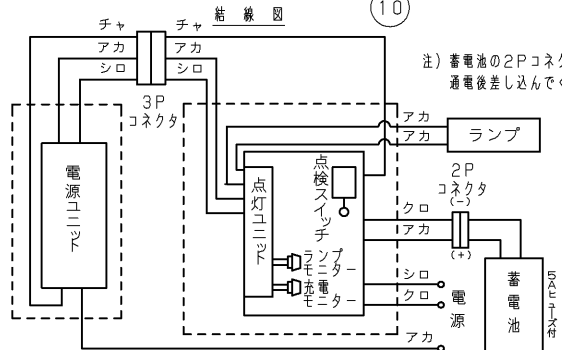 結線図
10
チャ チャ
アカ アカ
シロ シロ
3P
コネクタ
注) 蓄電池の2Pコネク
通電後差し込んで
アカ
アカ
ランプ
電源ユニット
点灯ユニット
点検スイッチ
2P
コネクタ
(-)
クロ
アカ
(+)
ランプ
モニター
充電
モニター
シロ
クロ
アカ
電源
蓄電池
5Aヒューズ付